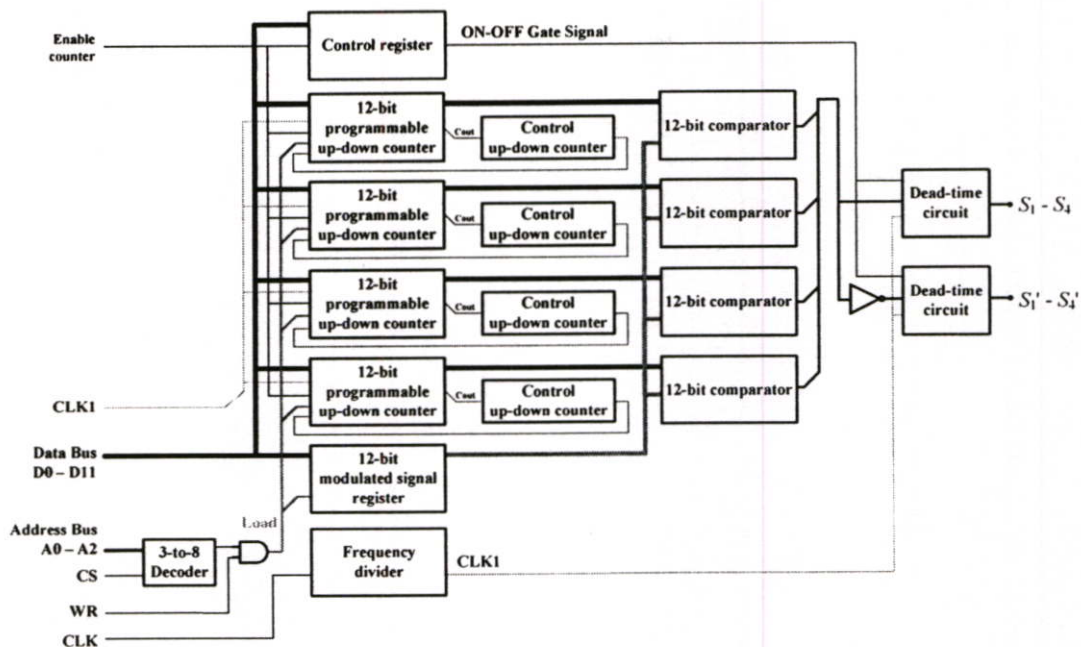 Enable
counter
Control register
ON-OFF Gate Signal
12-bit
programmable
up-down counter
Cout
Control
up-down counter
12-bit comparator
12-bit
programmable
up-down counter
Cout
Control
up-down counter
12-bit comparator
Dead-time
circuit
S1 - S4
12-bit
programmable
up-down counter
Cout
Control
up-down counter
12-bit comparator
Dead-time
circuit
S1' - S4'
12-bit
programmable
up-down counter
Cout
Control
up-down counter
12-bit comparator
CLK1
Data Bus
D0 – D11
12-bit
modulated signal
register
Load
Address Bus
A0 – A2
3-to-8
Decoder
CS
WR
CLK
Frequency
divider
CLK1